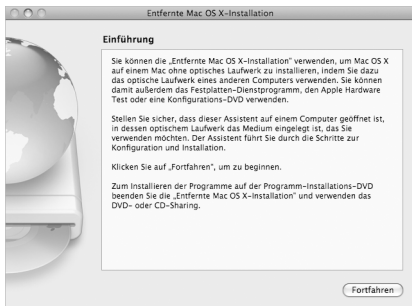 Entfernte Mac OS X-Installation
Einführung
Sie können die „Entfernte Mac OS X-Installation“ verwenden, um Mac OS X
auf einem Mac ohne optisches Laufwerk zu installieren, indem Sie dazu
das optische Laufwerk eines anderen Computers verwenden. Sie können
damit außerdem das Festplatten-Dienstprogramm, den Apple Hardware
Test oder eine Konfigurations-DVD verwenden.
Stellen Sie sicher, dass dieser Assistent auf einem Computer geöffnet ist,
in dessen optischem Laufwerk das Medium eingelegt ist, das Sie
verwenden möchten. Der Assistent führt Sie durch die Schritte zur
Konfiguration und Installation.
Klicken Sie auf „Fortfahren“, um zu beginnen.
Zum Installieren der Programme auf der Programm-Installations-DVD
beenden Sie die „Entfernte Mac OS X-Installation“ und verwenden das
DVD- oder CD-Sharing.
Fortfahren